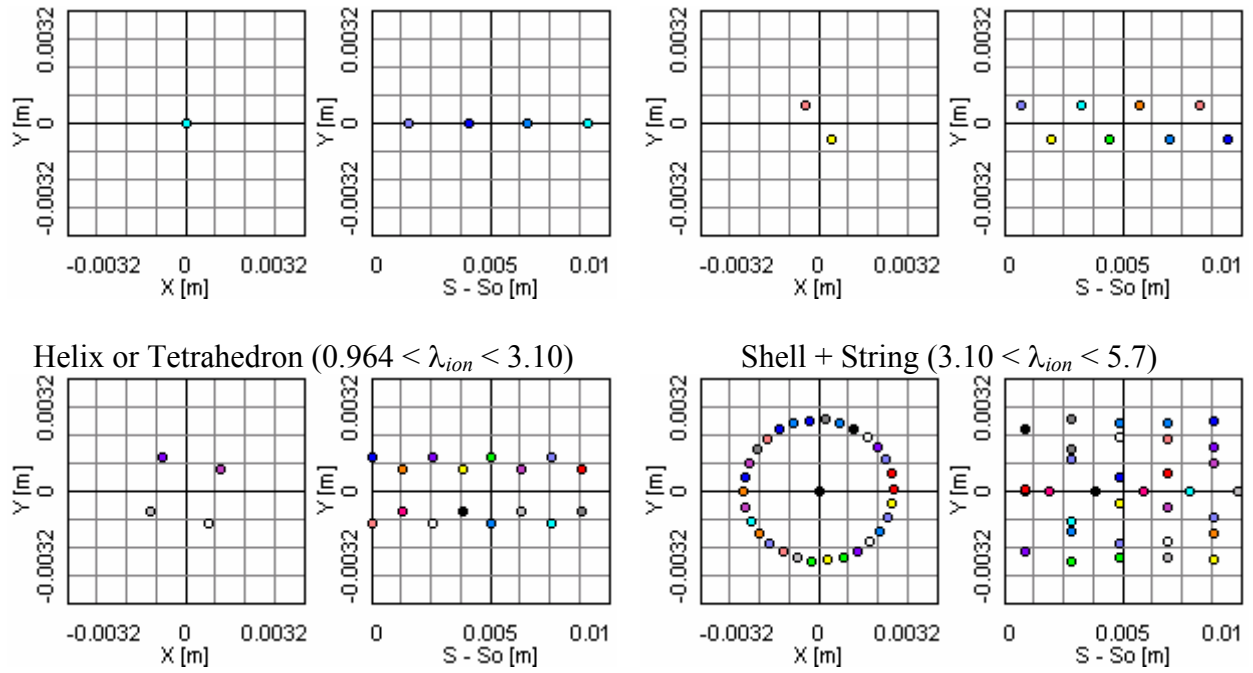 0.0032
0
-0.0032
Y [m]
-0.0032 0 0.0032
X [m]
0.0032
0
-0.0032
Y [m]
0 0.005 0.01
S - So [m]
0.0032
0
-0.0032
Y [m]
-0.0032 0 0.0032
X [m]
0.0032
0
-0.0032
Y [m]
0 0.005 0.01
S - So [m]
Helix or Tetrahedron (0.964 < λion < 3.10)
Shell + String (3.10 < λion < 5.7)
0.0032
0
-0.0032
Y [m]
-0.0032 0 0.0032
X [m]
0.0032
0
-0.0032
Y [m]
0 0.005 0.01
S - So [m]
0.0032
0
-0.0032
Y [m]
-0.0032 0 0.0032
X [m]
0.0032
0
-0.0032
Y [m]
0 0.005 0.01
S - So [m]